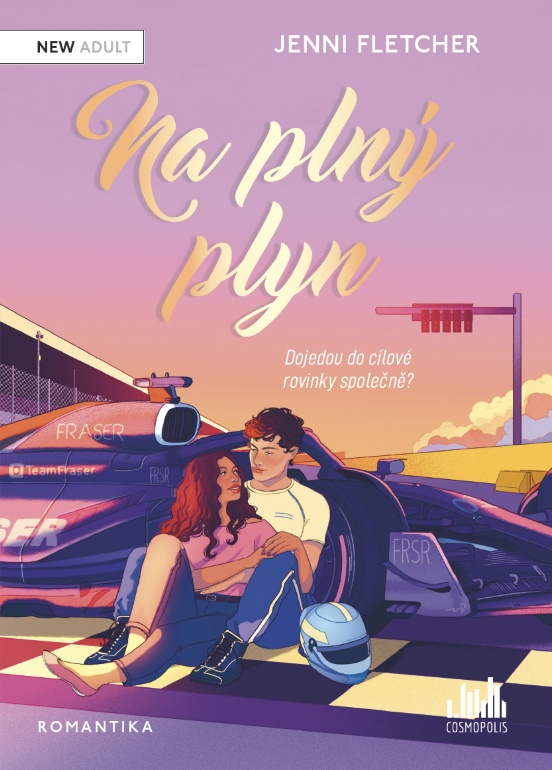 NEW ADULT
JENNI FLETCHER
Na plný
plyn
Dojedou do cílové
rovinky společně?
FRASER
TeamFraser
FRSR
SER
FRSR
ROMANTIKA
COSMOPOLIS